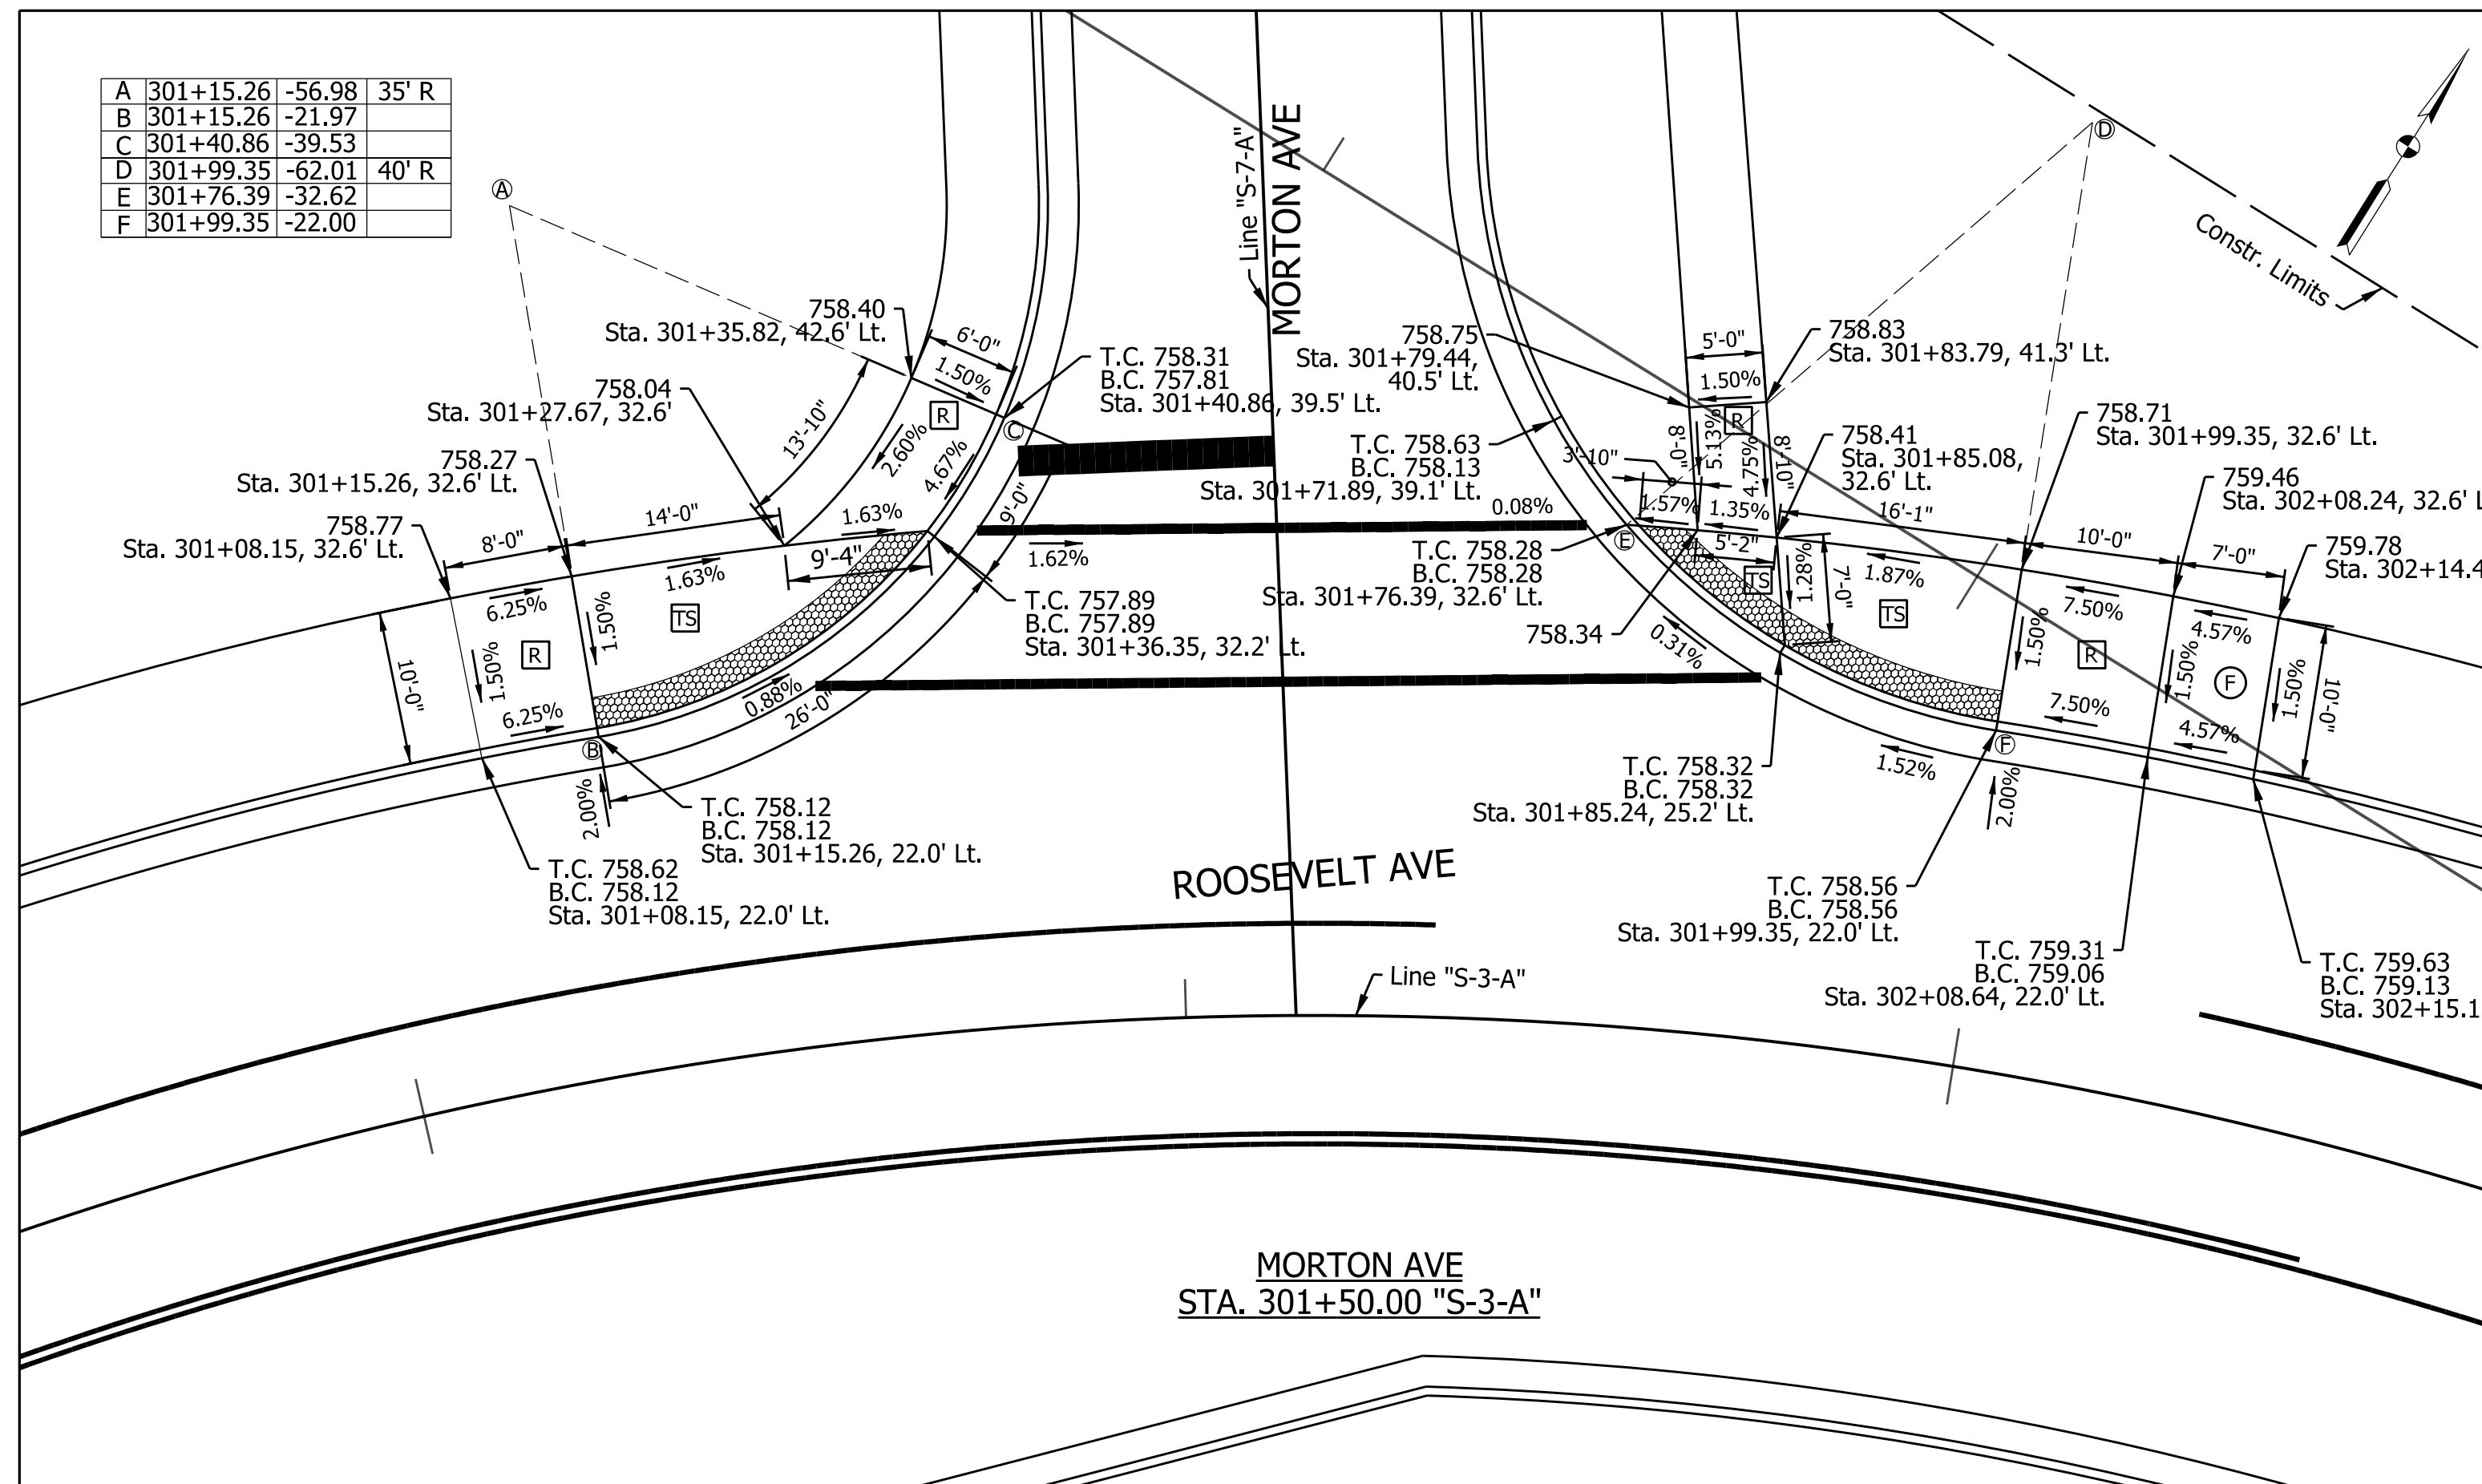 A 301+15.26 -56.98 35' R
B 301+15.26 -21.97
C 301+40.86 -39.53
D 301+99.35 -62.01 40' R
E 301+76.39 -32.62
F 301+99.35 -22.00
A
D
Line "S-7-A"
MORTON AVE
Constr. Limits
758.40
Sta. 301+35.82, 42.6' Lt.
6'-0"
1.50%
R
T.C. 758.31
B.C. 757.81
Sta. 301+40.86, 39.5' Lt.
C
758.04
Sta. 301+27.67, 32.6'
13'-10"
2.60%
4.67%
9'-0"
758.27
Sta. 301+15.26, 32.6' Lt.
758.77
Sta. 301+08.15, 32.6' Lt.
8'-0"
14'-0"
1.63%
9'-4"
1.63%
1.62%
6.25%
1.50%
TS
R
10'-0"
1.50%
6.25%
T.C. 757.89
B.C. 757.89
Sta. 301+36.35, 32.2' Lt.
0.88%
26'-0"
B
2.00%
T.C. 758.12
B.C. 758.12
Sta. 301+15.26, 22.0' Lt.
T.C. 758.62
B.C. 758.12
Sta. 301+08.15, 22.0' Lt.
758.75
Sta. 301+79.44,
40.5' Lt.
5'-0"
1.50%
R
758.83
Sta. 301+83.79, 41.3' Lt.
T.C. 758.63
B.C. 758.13
Sta. 301+71.89, 39.1' Lt.
3'-10"
8'-0"
5.13%
4.75%
8'-10"
758.41
Sta. 301+85.08,
32.6' Lt.
758.71
Sta. 301+99.35, 32.6' Lt.
759.46
Sta. 302+08.24, 32.6' L
759.78
Sta. 302+14.4
0.08%
1.57%
1.35%
16'-1"
10'-0"
7'-0"
E
T.C. 758.28
B.C. 758.28
Sta. 301+76.39, 32.6' Lt.
5'-2"
TS
1.28%
7'-0"
1.87%
TS
758.34
0.31%
1.50%
7.50%
R
7.50%
4.57%
1.50%
F
1.50%
10'-0"
4.57%
F
1.52%
2.00%
T.C. 758.32
B.C. 758.32
Sta. 301+85.24, 25.2' Lt.
T.C. 758.56
B.C. 758.56
Sta. 301+99.35, 22.0' Lt.
T.C. 759.31
B.C. 759.06
Sta. 302+08.64, 22.0' Lt.
T.C. 759.63
B.C. 759.13
Sta. 302+15.1
ROOSEVELT AVE
Line "S-3-A"
MORTON AVE
STA. 301+50.00 "S-3-A"